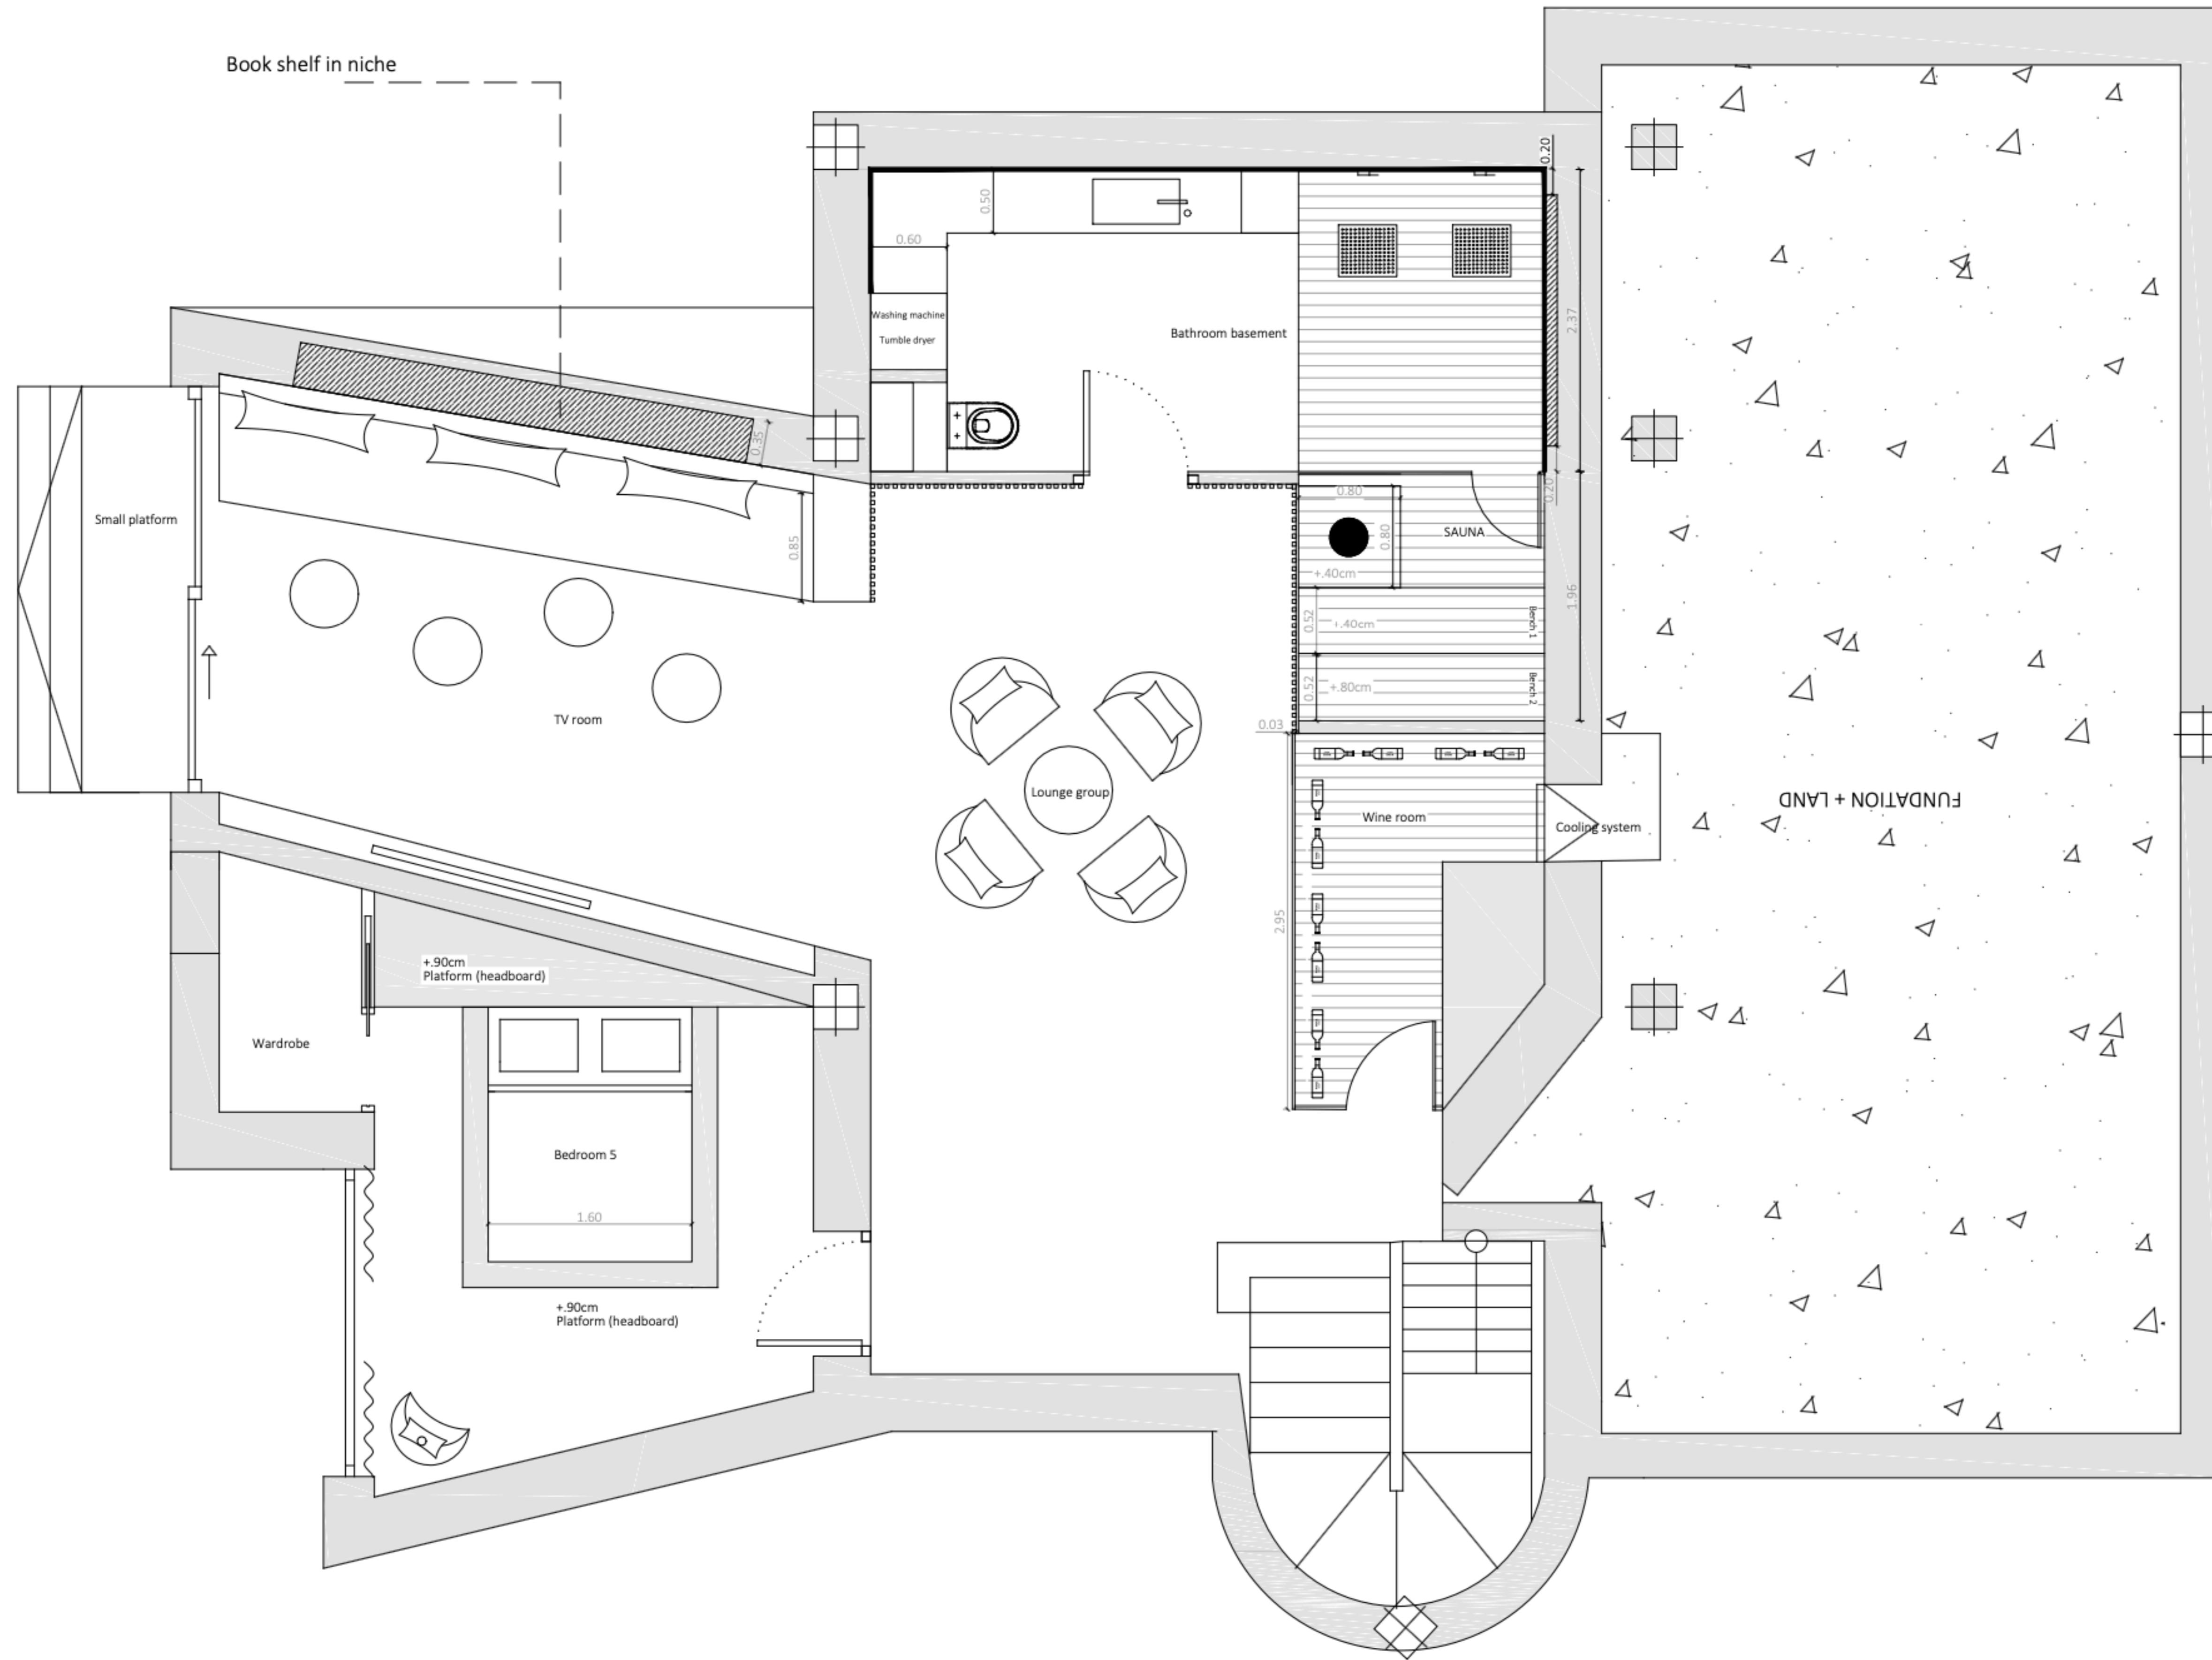 Book shelf in niche
0.20
0.50
0.60
Washing machine
Tumble dryer
Bathroom basement
2.37
0.35
Small platform
0.85
0.80
0.80
SAUNA
0.20
+.40cm
0.52
+.40cm
Bench 1
1.96
0.52
+.80cm
Bench 2
TV room
0.03
Lounge group
Wine room
Cooling system
FUNDATION + LAND
2.95
+.90cm
Platform (headboard)
Wardrobe
Bedroom 5
1.60
+.90cm
Platform (headboard)